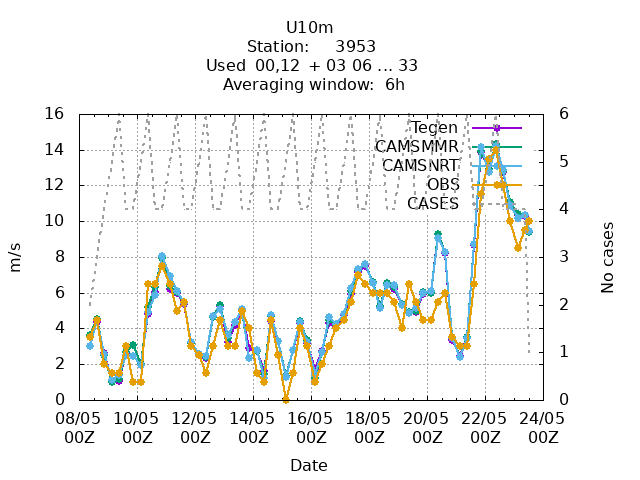 U10m
Station: 3953
Used 00,12 + 03 06 ... 33
Averaging window: 6h
16 6
Tegen
14
CAMSMMR
5
CAMSNRT
12
OBS
CASES
10 4
m/s
8 3
No cases
6
2
4
1
2
0 0
08/05 10/05 12/05 14/05 16/05 18/05 20/05 22/05 24/05
00Z 00Z 00Z 00Z 00Z 00Z 00Z 00Z 00Z
Date